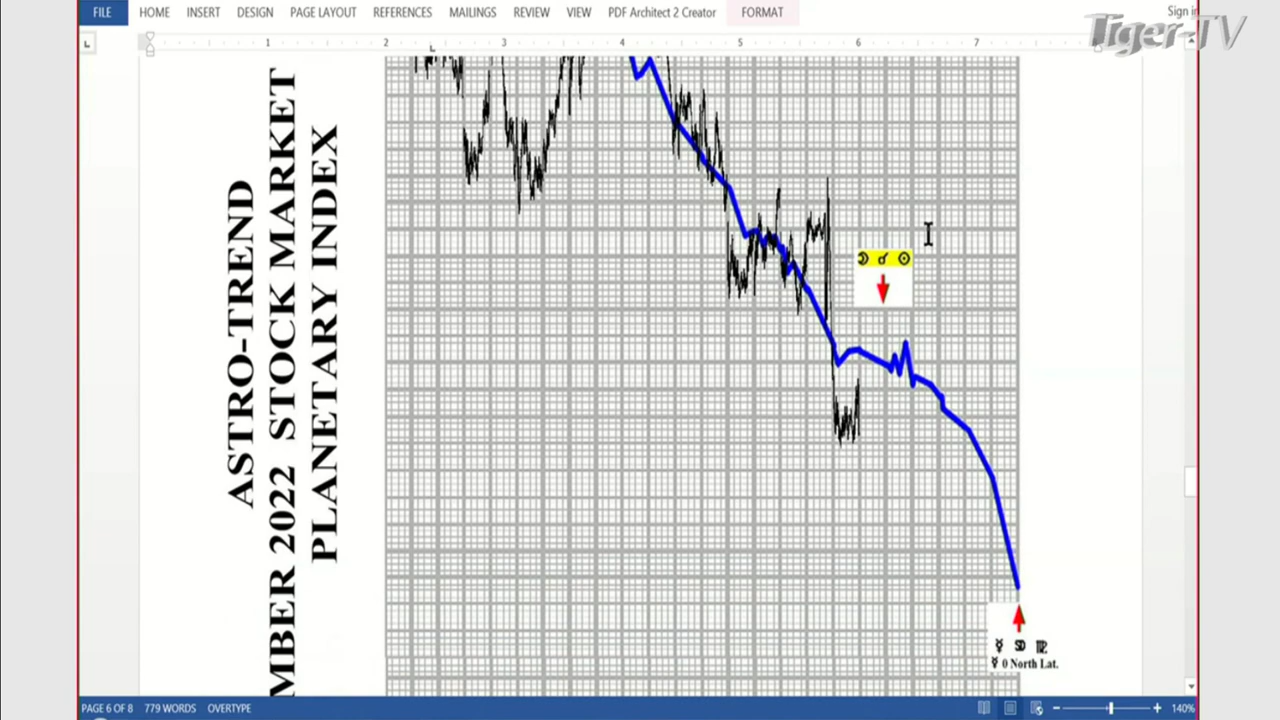 FILE HOME INSERT DESIGN PAGE LAYOUT REFERENCES MAILINGS REVIEW VIEW PDF Architect 2 Creator FORMAT Sign in
Tiger-TV
1 2 3 4 5 6 7
ASTRO-TREND
MBER 2022 STOCK MARKET
PLANETARY INDEX
☽ ☌ ☉
☿ SD
☿ 0 North Lat.
PAGE 6 OF 8 779 WORDS OVERTYPE 140%